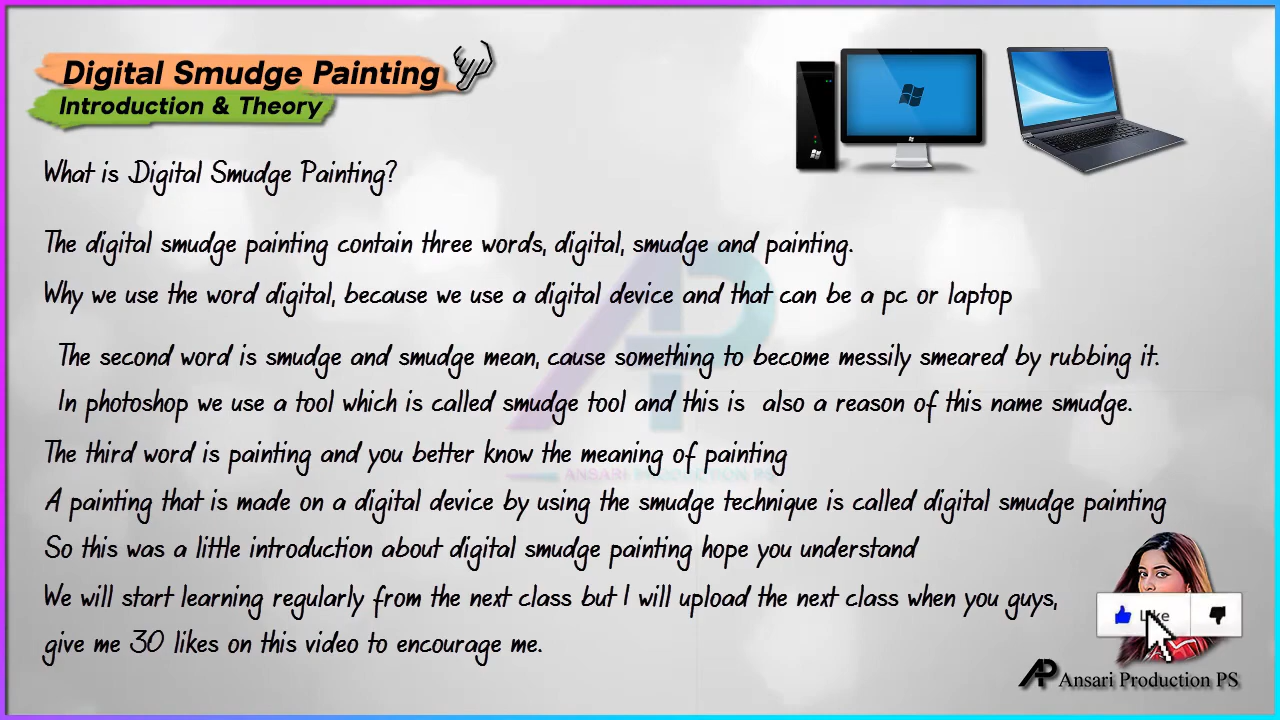 Digital Smudge Painting
Introduction & Theory
What is Digital Smudge Painting?
The digital smudge painting contain three words, digital, smudge and painting.
Why we use the word digital, because we use a digital device and that can be a pc or laptop
The second word is smudge and smudge mean, cause something to become messily smeared by rubbing it.
In photoshop we use a tool which is called smudge tool and this is also a reason of this name smudge.
The third word is painting and you better know the meaning of painting
A painting that is made on a digital device by using the smudge technique is called digital smudge painting
So this was a little introduction about digital smudge painting hope you understand
We will start learning regularly from the next class but I will upload the next class when you guys,
give me 30 likes on this video to encourage me.
AP
ANSARI PRODUCTION PS
Like
AP Ansari Production PS